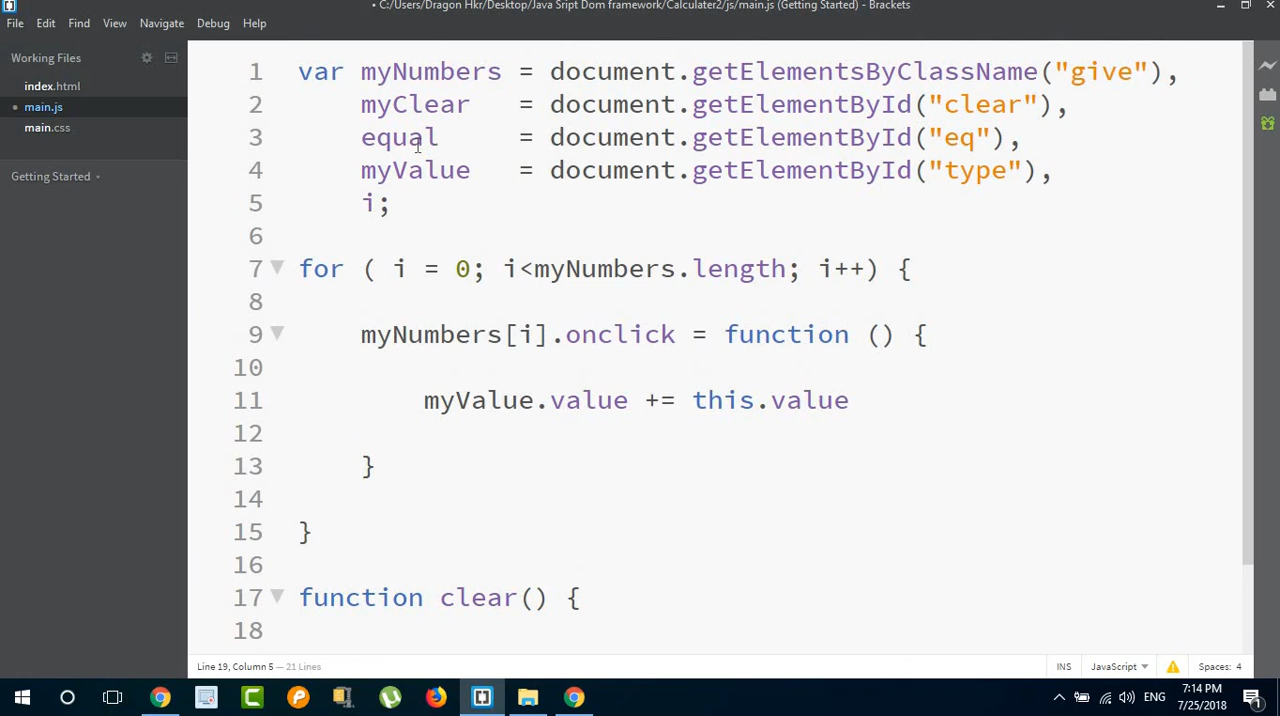 • C:/Users/Dragon Hkr/Desktop/Java Sript Dom framework/Calculater2/js/main.js (Getting Started) - Brackets
File Edit Find View Navigate Debug Help
Working Files
index.html
• main.js
main.css
Getting Started
1 var myNumbers = document.getElementsByClassName("give"),
2 myClear = document.getElementById("clear"),
3 equal = document.getElementById("eq"),
4 myValue = document.getElementById("type"),
5 i;
6
7 for ( i = 0; i<myNumbers.length; i++) {
8
9 myNumbers[i].onclick = function () {
10
11 myValue.value += this.value
12
13 }
14
15 }
16
17 function clear() {
18
Line 19, Column 5 — 21 Lines
INS JavaScript Spaces: 4
ENG 7:14 PM
7/25/2018